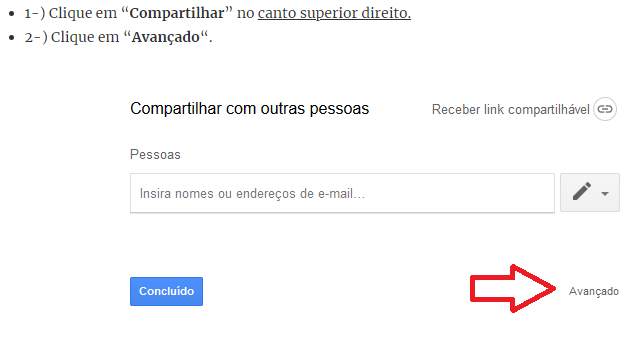 1-) Clique em “Compartilhar” no canto superior direito.
2-) Clique em “Avançado“.
Compartilhar com outras pessoas
Receber link compartilhável
Pessoas
Insira nomes ou endereços de e-mail...
Concluído
Avançado